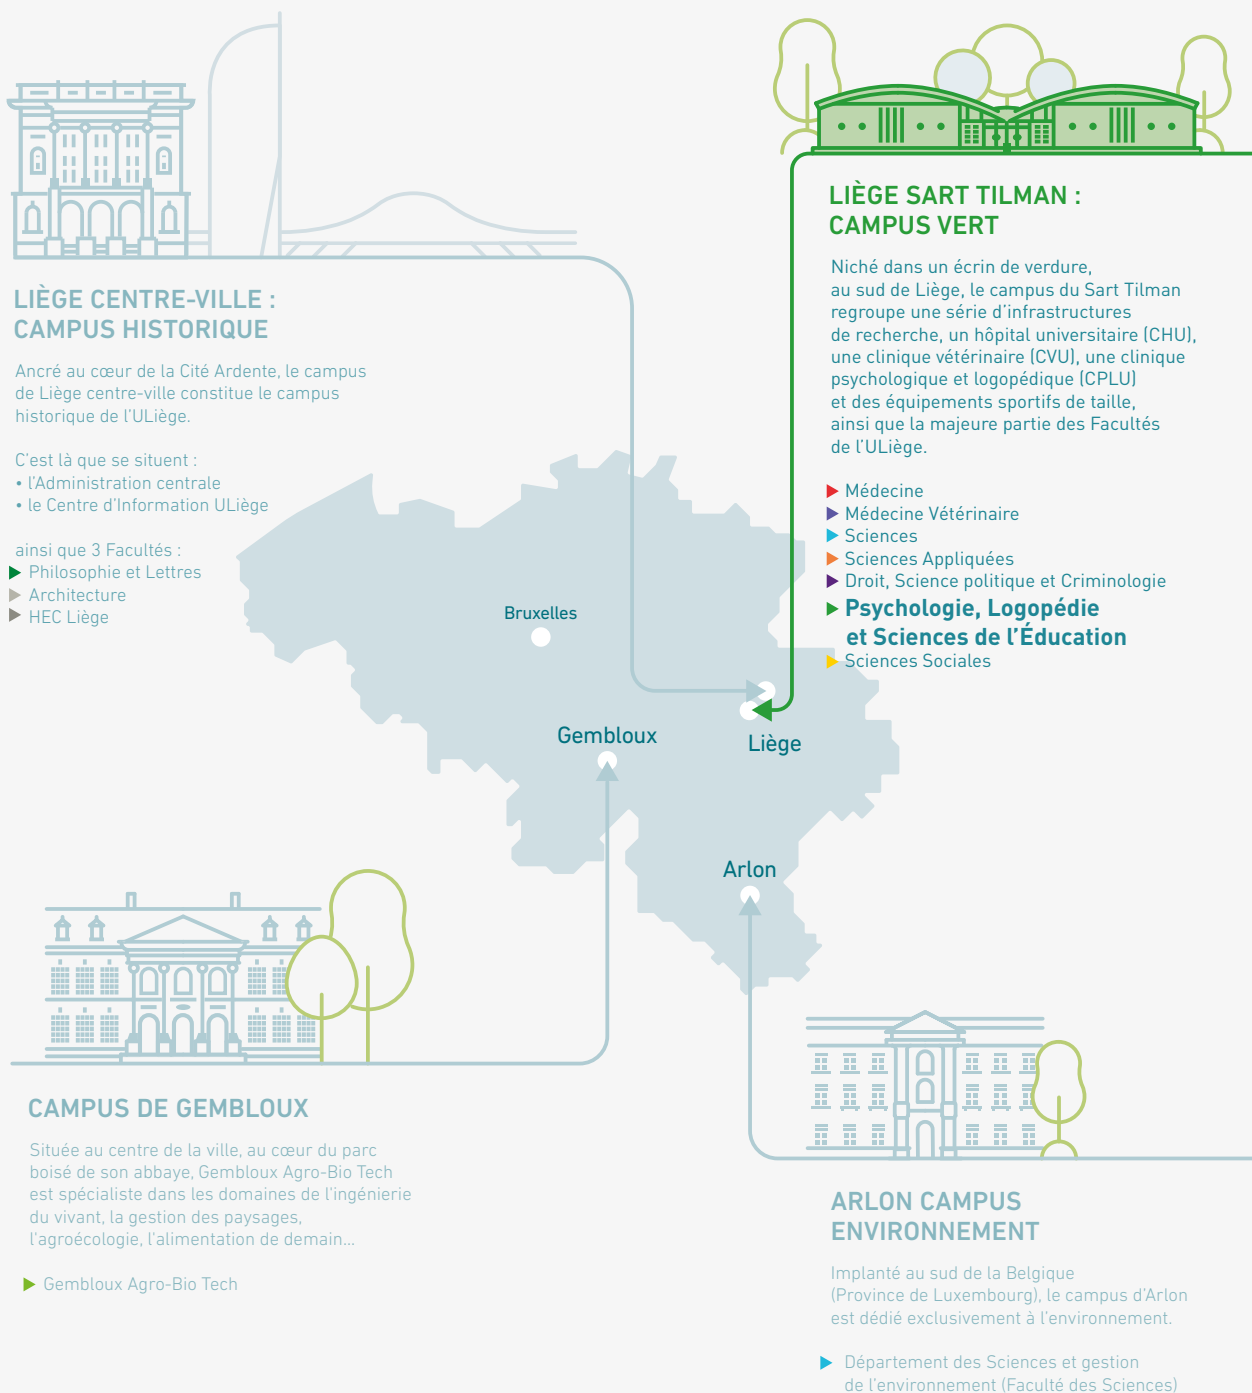 LIÈGE CENTRE-VILLE :
CAMPUS HISTORIQUE
Ancré au cœur de la Cité Ardente, le campus
de Liège centre-ville constitue le campus
historique de l'ULiège.
C'est là que se situent :
• l'Administration centrale
• le Centre d'Information ULiège
ainsi que 3 Facultés :
Philosophie et Lettres
Architecture
HEC Liège
LIÈGE SART TILMAN :
CAMPUS VERT
Niché dans un écrin de verdure,
au sud de Liège, le campus du Sart Tilman
regroupe une série d'infrastructures
de recherche, un hôpital universitaire (CHU),
une clinique vétérinaire (CVU), une clinique
psychologique et logopédique (CPLU)
et des équipements sportifs de taille,
ainsi que la majeure partie des Facultés
de l'ULiège.
Médecine
Médecine Vétérinaire
Sciences
Sciences Appliquées
Droit, Science politique et Criminologie
Psychologie, Logopédie
et Sciences de l'Éducation
Sciences Sociales
Bruxelles
Gembloux
Liège
Arlon
CAMPUS DE GEMBLOUX
Située au centre de la ville, au cœur du parc
boisé de son abbaye, Gembloux Agro-Bio Tech
est spécialiste dans les domaines de l'ingénierie
du vivant, la gestion des paysages,
l'agroécologie, l'alimentation de demain...
Gembloux Agro-Bio Tech
ARLON CAMPUS
ENVIRONNEMENT
Implanté au sud de la Belgique
(Province de Luxembourg), le campus d'Arlon
est dédié exclusivement à l'environnement.
Département des Sciences et gestion
de l'environnement (Faculté des Sciences)